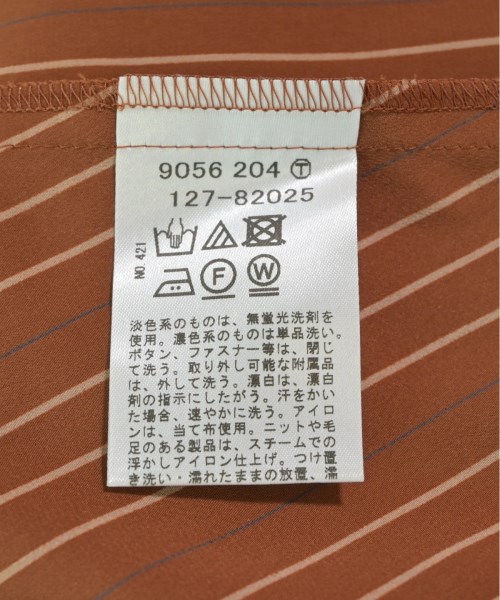 9056 204 Ⓣ
127-82025
NO.421
F
W
淡色系のものは、無蛍光洗剤を
使用。濃色系のものは単品洗い。
ボタン、ファスナー等は、閉じ
て洗う。取り外し可能な附属品
は、外して洗う。漂白は、漂白
剤の指示にしたがう。汗をかい
た場合、速やかに洗う。アイロ
ンは、当て布使用。ニットや毛
足のある製品は、スチームでの
浮かしアイロン仕上げ。つけ置
き洗い・濡れたままの放置、濡